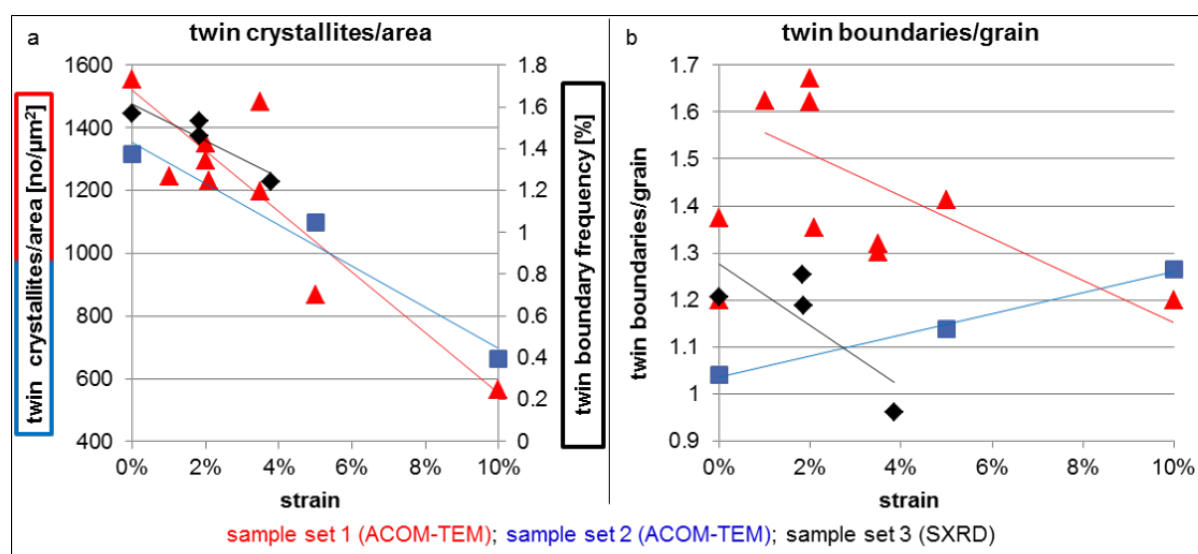 a
twin crystallites/area
1600
1400
1200
1000
800
600
400
twin crystallites/area [no/µm²]
1.8
1.6
1.4
1.2
1
0.8
0.6
0.4
0.2
0
twin boundary frequency [%]
0% 2% 4% 6% 8% 10%
strain
b
twin boundaries/grain
1.7
1.6
1.5
1.4
1.3
1.2
1.1
1
0.9
twin boundaries/grain
0% 2% 4% 6% 8% 10%
strain
sample set 1 (ACOM-TEM); sample set 2 (ACOM-TEM); sample set 3 (SXRD)